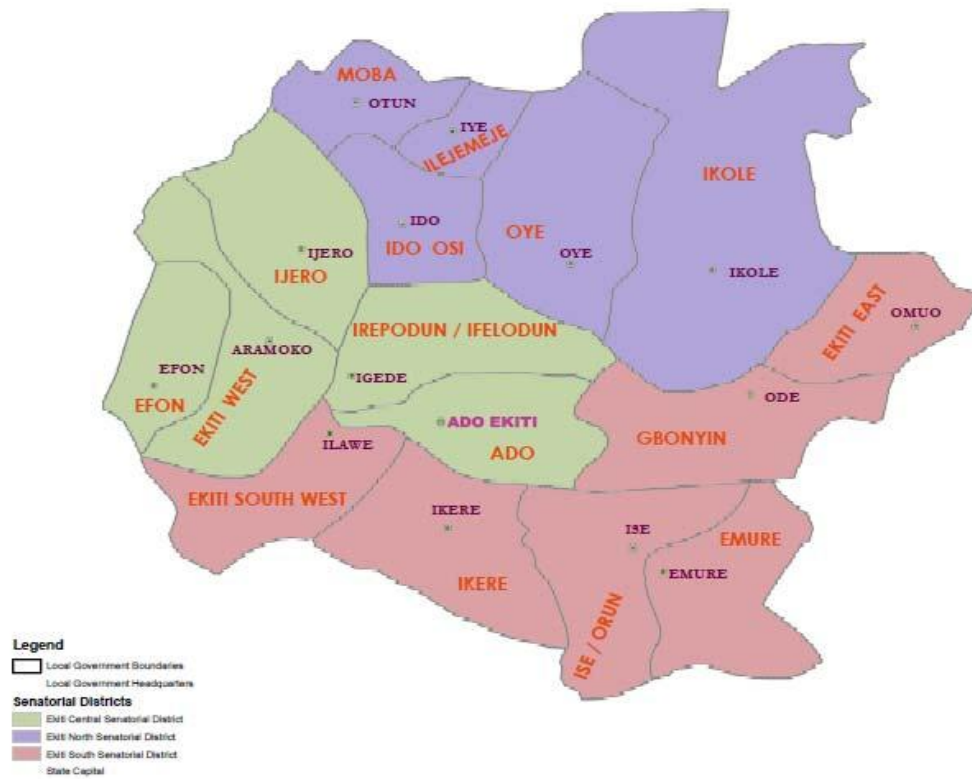 MOBA
OTUN
IYE
ILEJEMEJE
IKOLE
IDO
IDO OSI
OYE
OYE
IJERO
IJERO
IKOLE
OMUO
EKITI EAST
IREPODUN / IFELODUN
ARAMOKO
EFON
EFON
EKITI WEST
IGEDE
ODE
ADO EKITI
ADO
GBONYIN
ILAWE
EKITI SOUTH WEST
IKERE
IKERE
ISE
EMURE
EMURE
ISE / ORUN
Legend
Local Government Boundaries
Local Government Headquarters
Senatorial Districts
Ekiti Central Senatorial District
Ekiti North Senatorial District
Ekiti South Senatorial District
State Capital